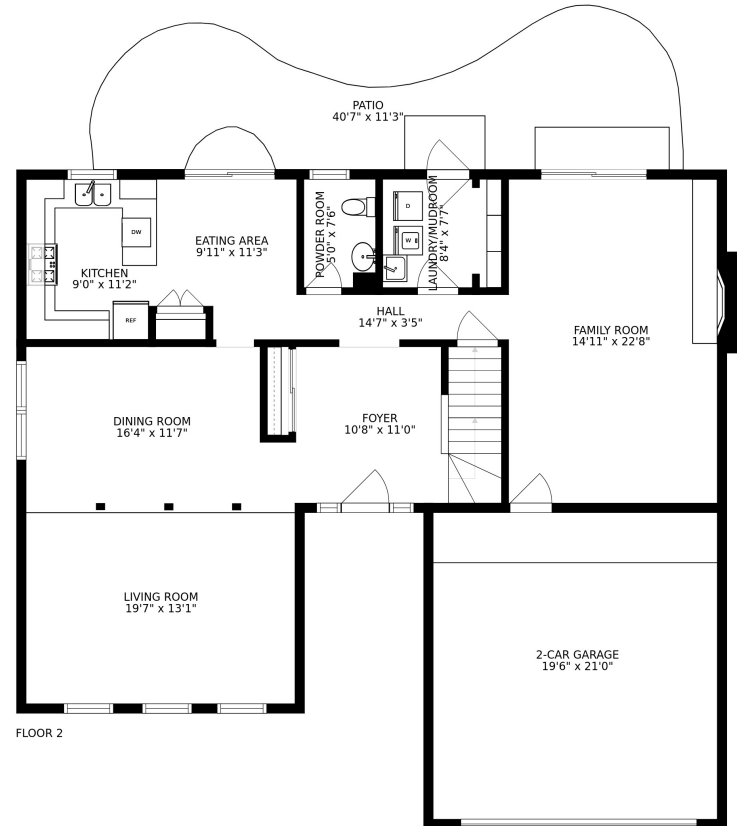 PATIO
40'7" x 11'3"
POWDER ROOM
5'0" x 7'6"
D
LAUNDRY/MUDROOM
8'4" x 7'7"
W
DW
EATING AREA
9'11" x 11'3"
KITCHEN
9'0" x 11'2"
REF
HALL
14'7" x 3'5"
FAMILY ROOM
14'11" x 22'8"
DINING ROOM
16'4" x 11'7"
FOYER
10'8" x 11'0"
LIVING ROOM
19'7" x 13'1"
2-CAR GARAGE
19'6" x 21'0"
FLOOR 2